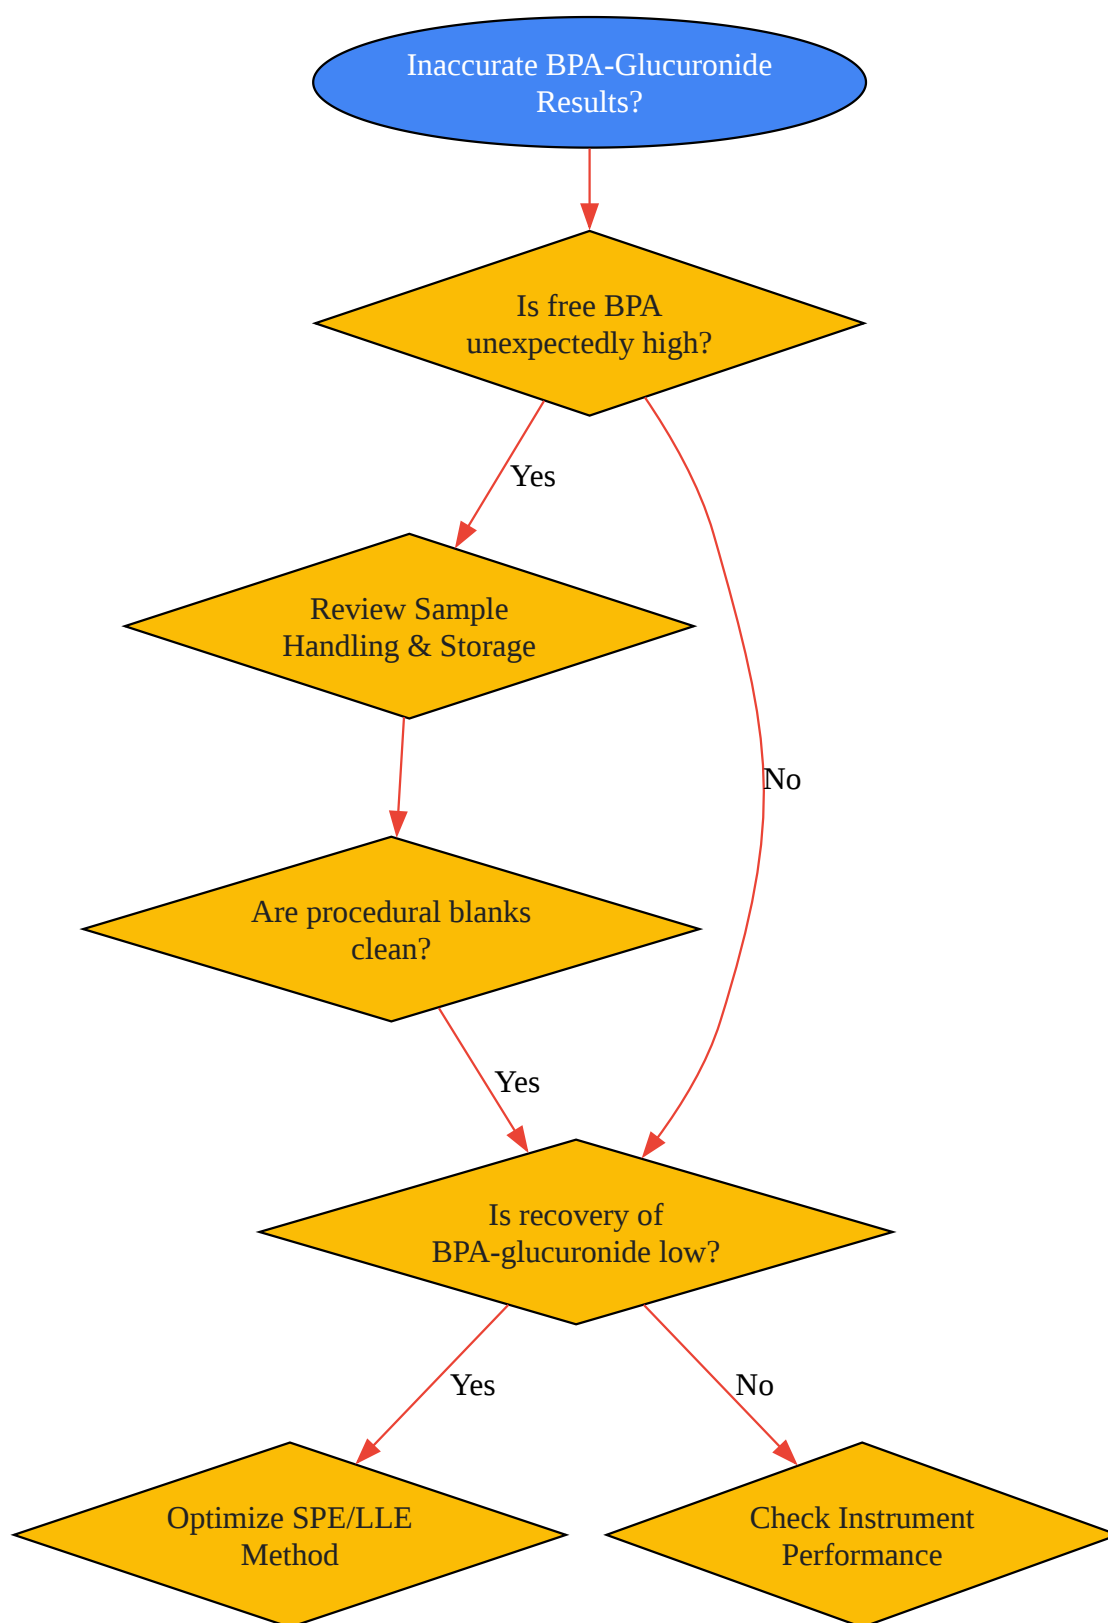 Inaccurate BPA-Glucuronide
Results?
Is free BPA
unexpectedly high?
Yes
Review Sample
Handling & Storage
No
Are procedural blanks
clean?
Yes
Is recovery of
BPA-glucuronide low?
Yes
No
Optimize SPE/LLE
Method
Check Instrument
Performance